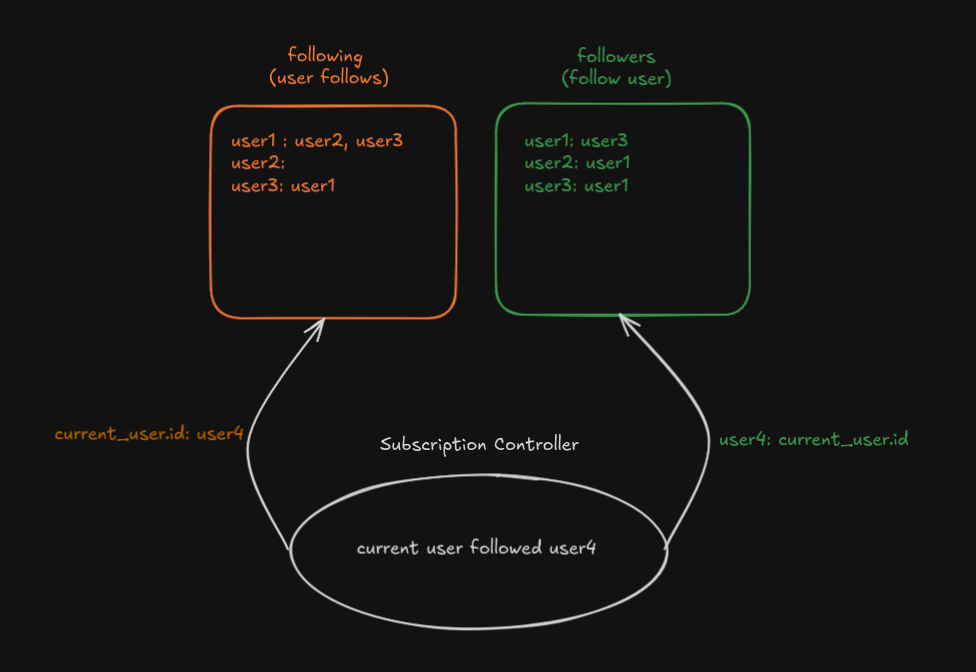 following
(user follows)
user1 : user2, user3
user2:
user3: user1
followers
(follow user)
user1: user3
user2: user1
user3: user1
current_user.id: user4
Subscription Controller
user4: current_user.id
current user followed user4